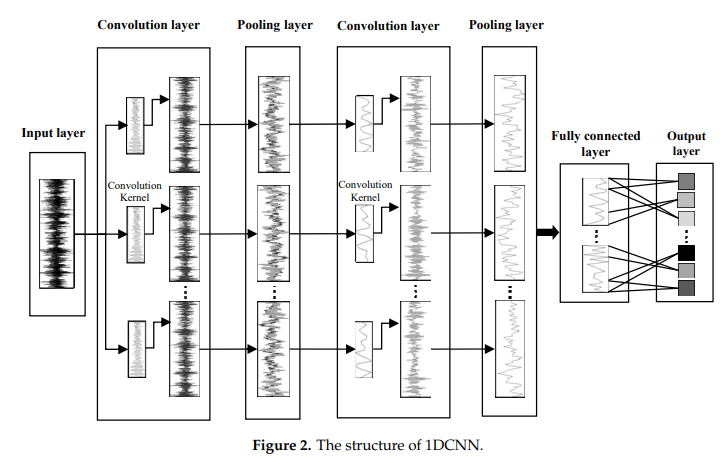 Convolution layer
Pooling layer
Convolution layer
Pooling layer
Input layer
Fully connected
layer
Output
layer
Convolution
Kernel
Convolution
Kernel
Figure 2. The structure of 1DCNN.